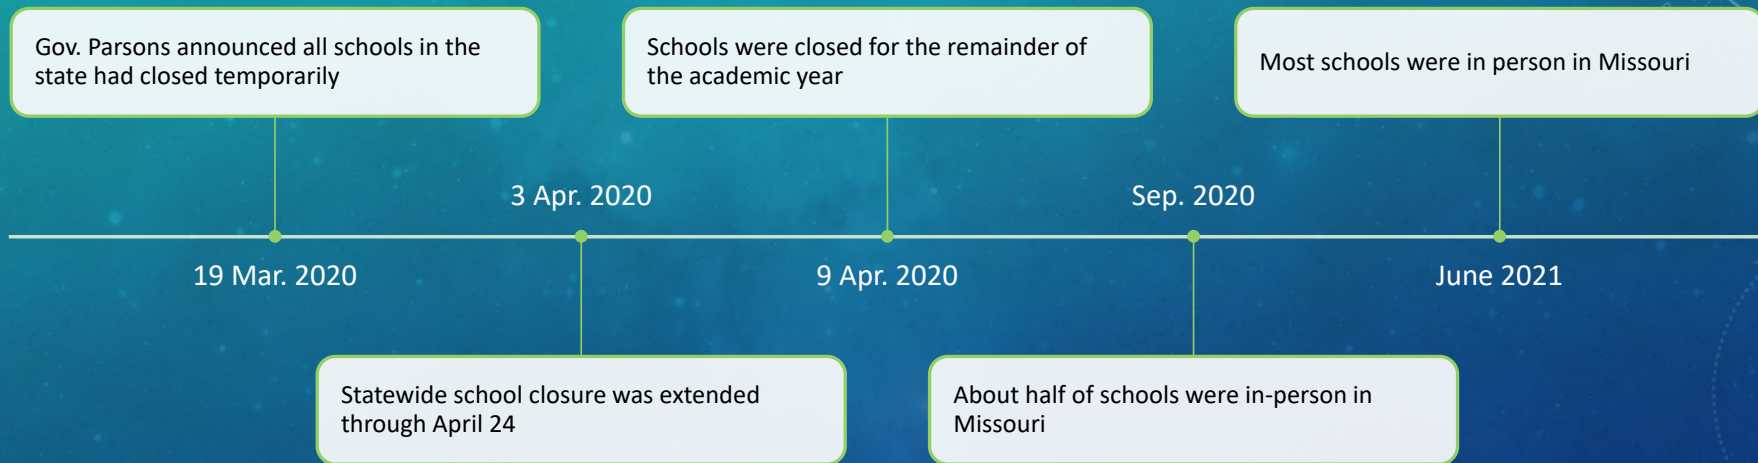 Gov. Parsons announced all schools in the
state had closed temporarily
Schools were closed for the remainder of
the academic year
Most schools were in person in Missouri
3 Apr. 2020
Sep. 2020
19 Mar. 2020
9 Apr. 2020
June 2021
Statewide school closure was extended
through April 24
About half of schools were in-person in
Missouri